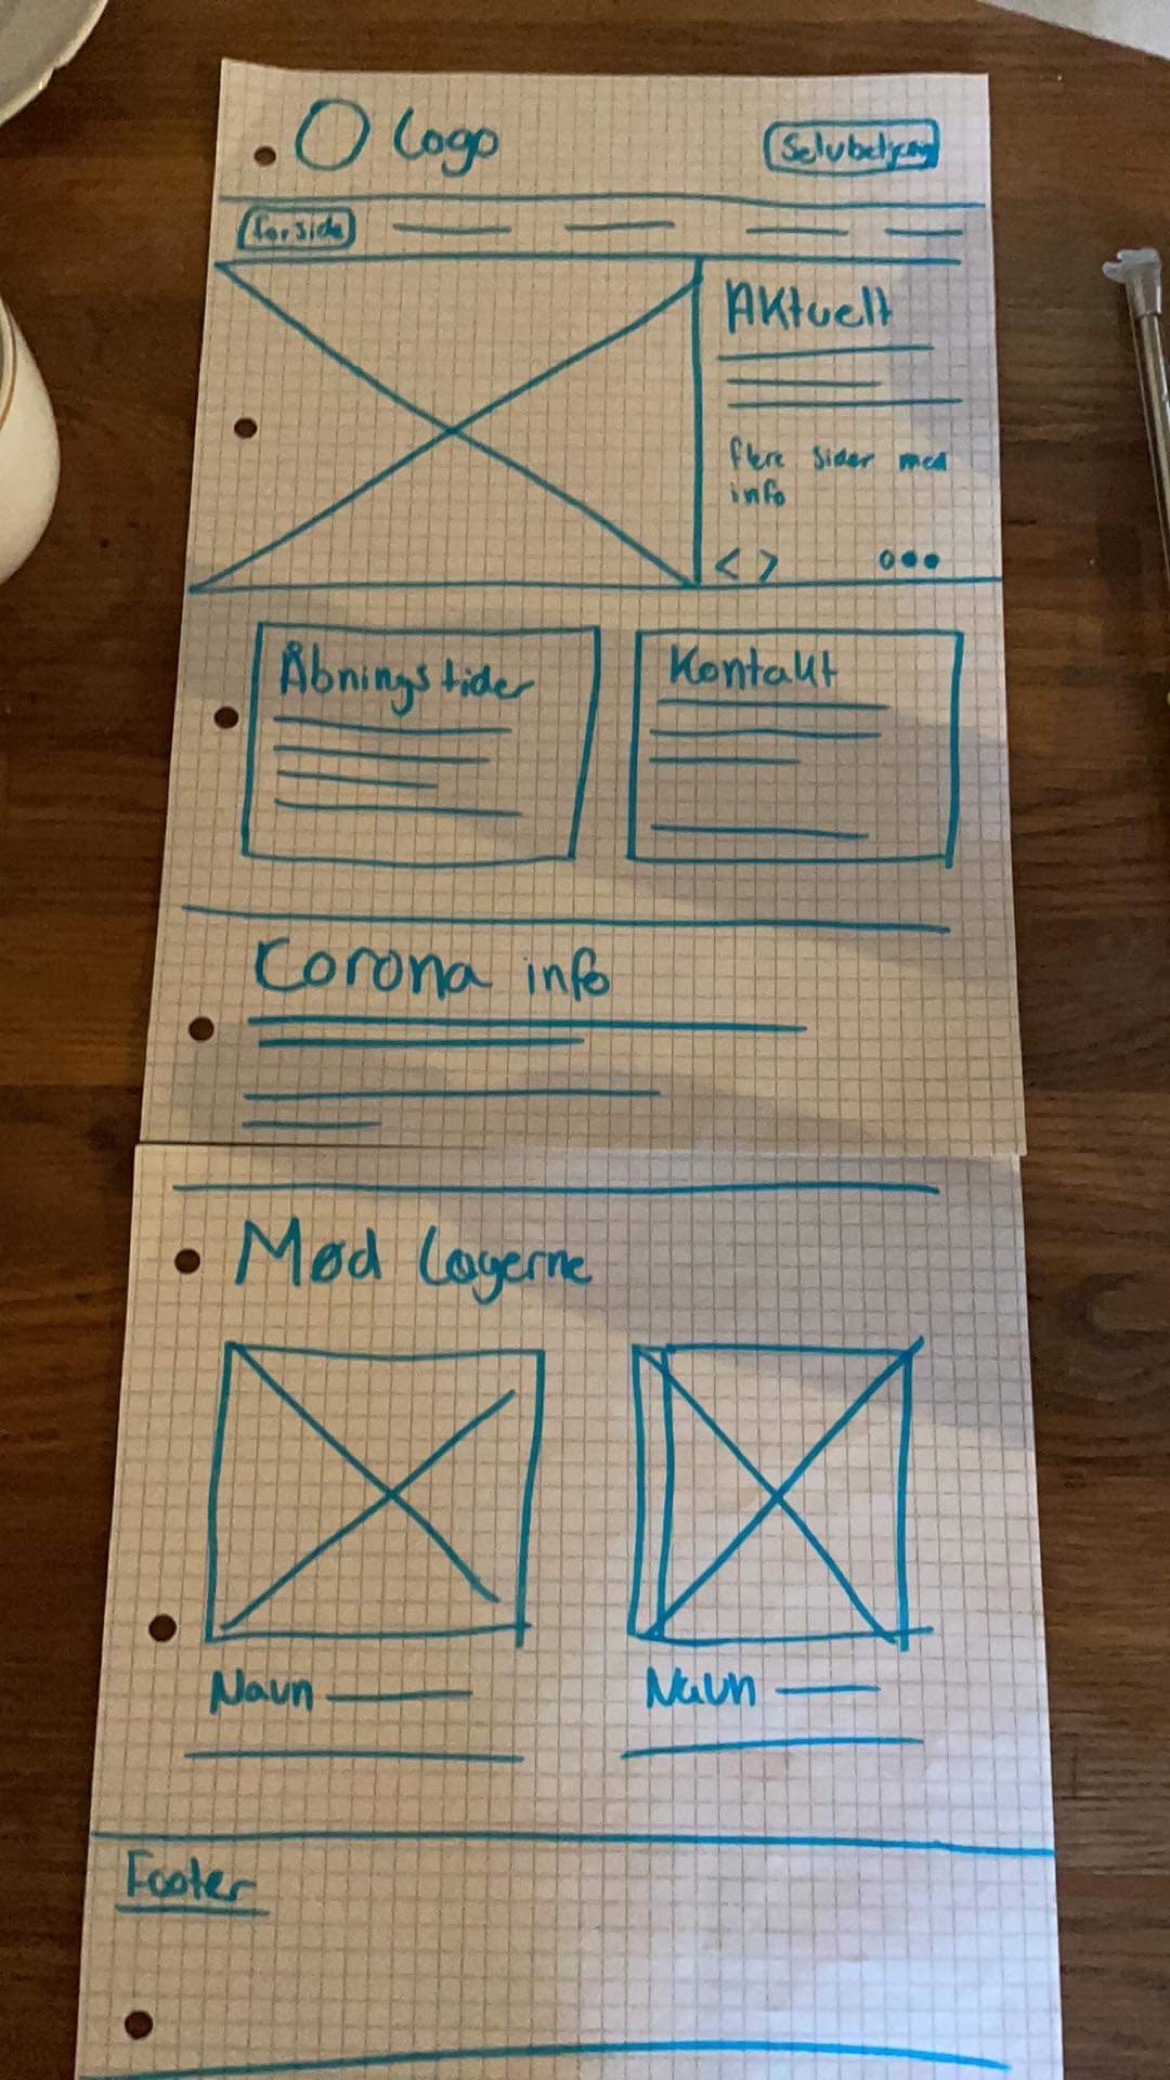 Logo
Selvbetjening
forside
Aktuelt
flere sider med
info
< >
Åbningstider
Kontakt
Corona info
Mød lægerne
Navn
Navn
Footer